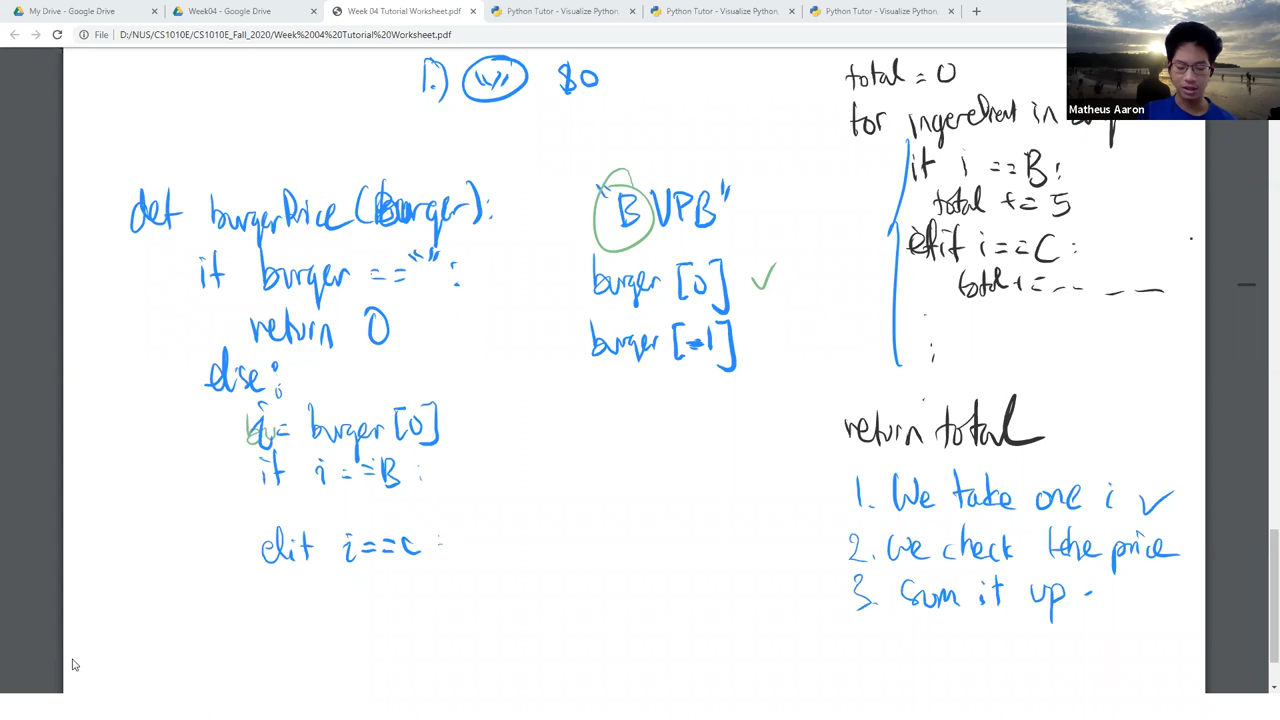 My Drive - Google Drive
Week04 - Google Drive
Week 04 Tutorial Worksheet.pdf
Python Tutor - Visualize Python,
Python Tutor - Visualize Python,
Python Tutor - Visualize Python,
File
D:/NUS/CS1010E/CS1010E_Fall_2020/Week%2004%20Tutorial%20Worksheet.pdf
Matheus Aaron
1.) "" $0
def burgerPrice(burger):
if burger == "":
return 0
else:
i = burger [0]
if i == B :
elif i == C :
"BVPB"
burger [0] ✓
burger [-1]
total = 0
for ingeredient in
if i == B :
total += 5
elif i == C :
total += -- -- --
return total
1. We take one i ✓
2. We check the price
3. Sum it up -